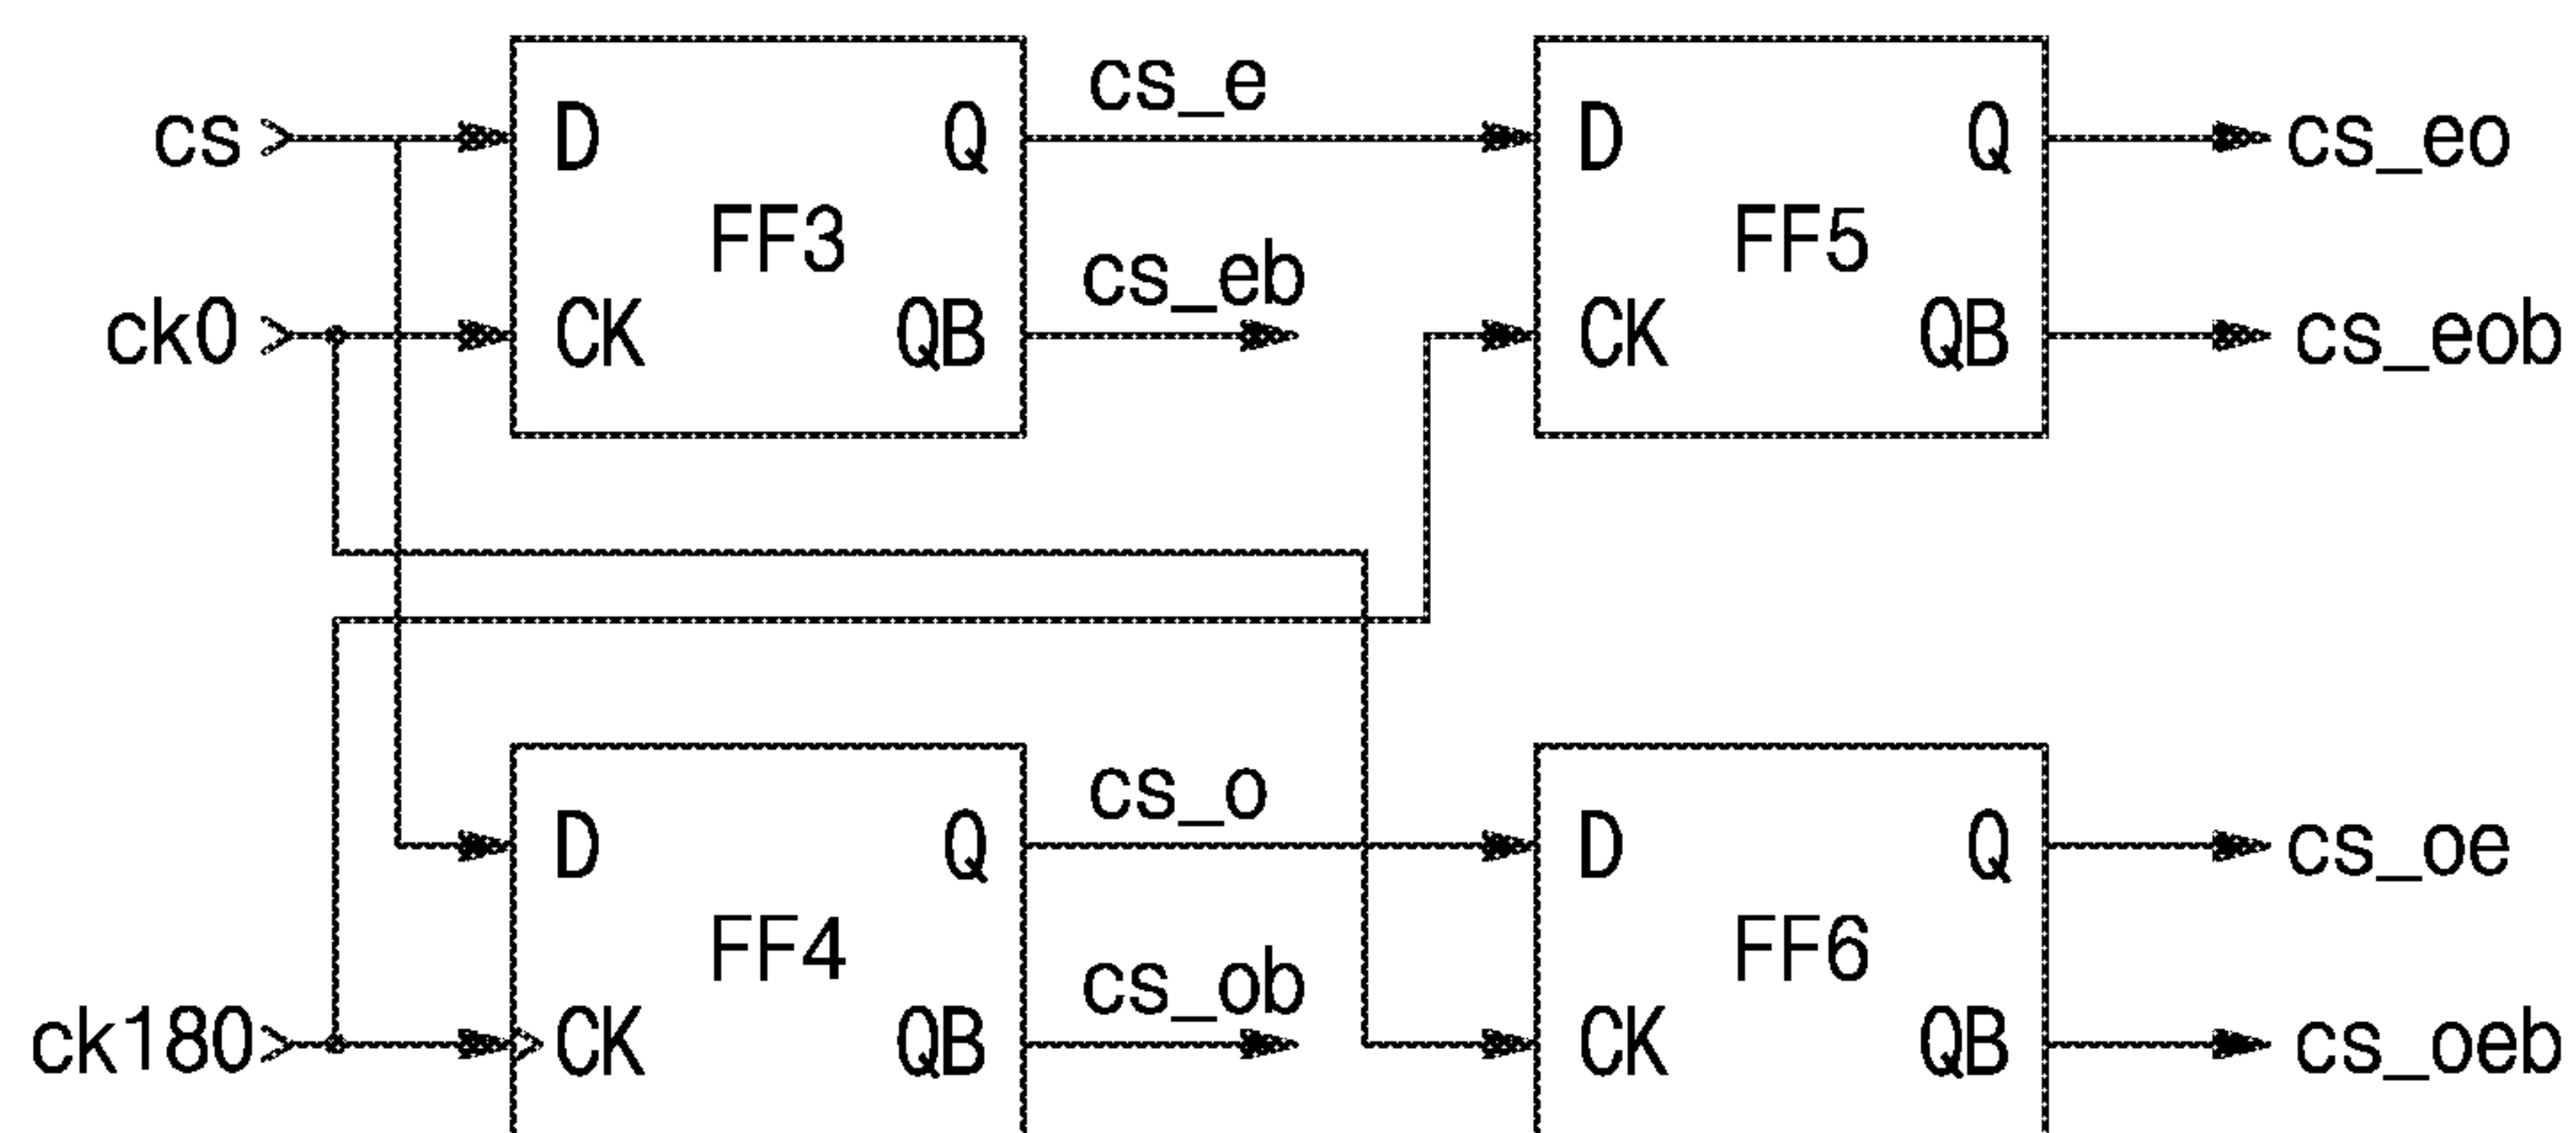 cs D Q cs_e D Q cs_eo
FF3 FF5
ck0 CK QB cs_eb CK QB cs_eob
D Q cs_o D Q cs_oe
FF4 FF6
ck180 CK QB cs_ob CK QB cs_oeb